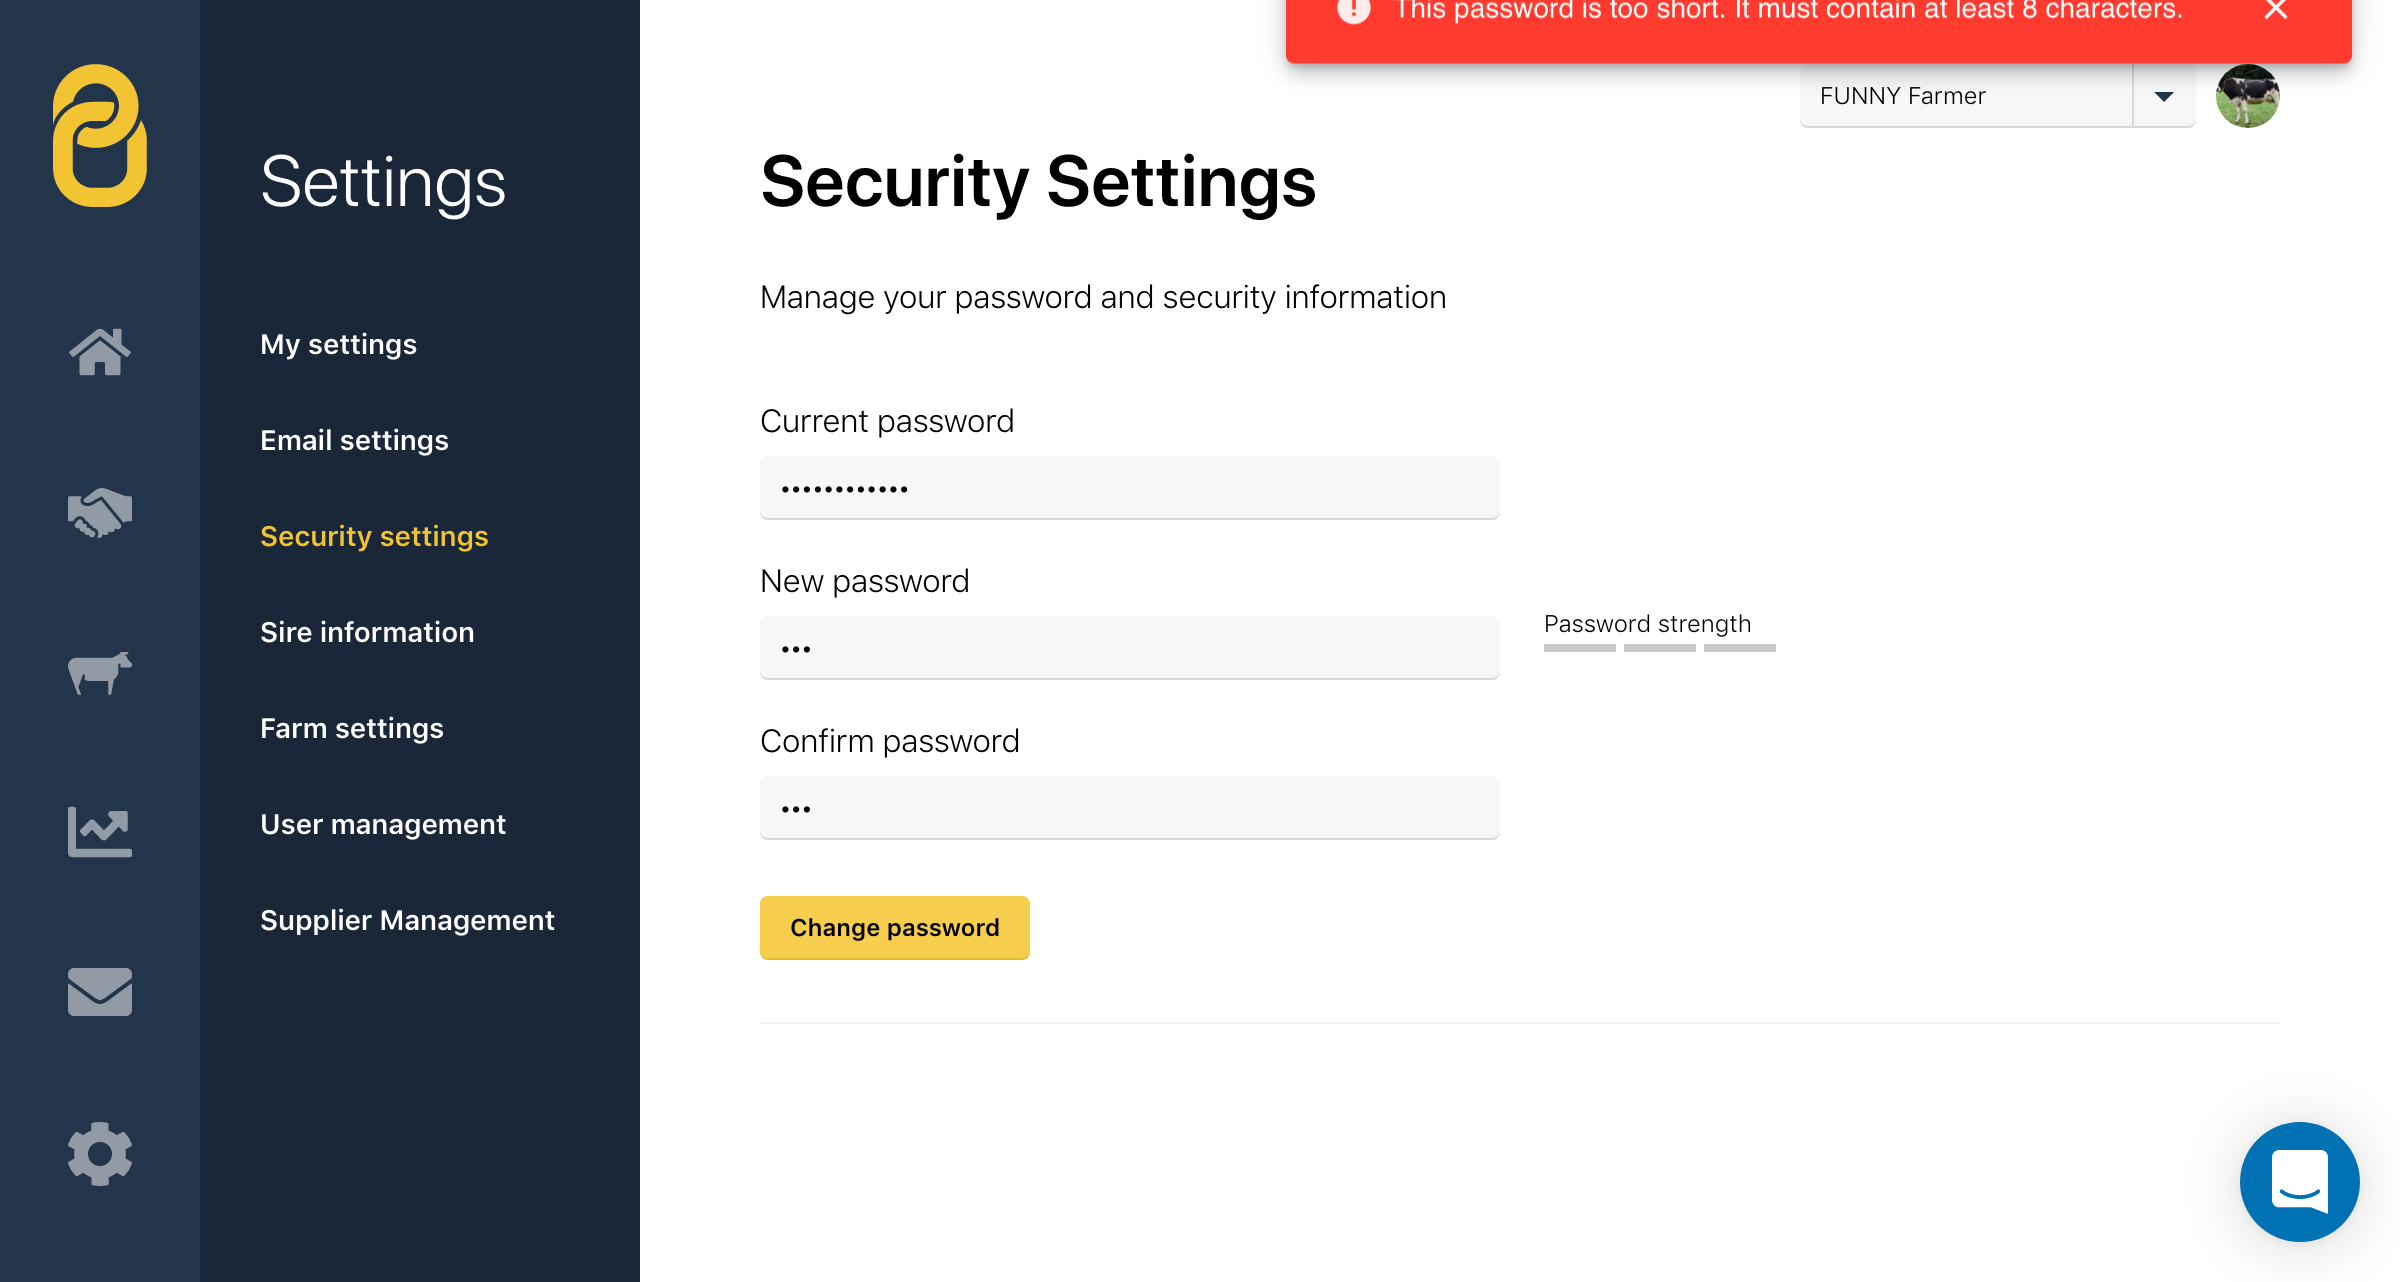 This password is too short. It must contain at least 8 characters.
FUNNY Farmer
Settings
My settings
Email settings
Security settings
Sire information
Farm settings
User management
Supplier Management
Security Settings
Manage your password and security information
Current password
••••••••••••
New password
•••
Password strength
Confirm password
•••
Change password